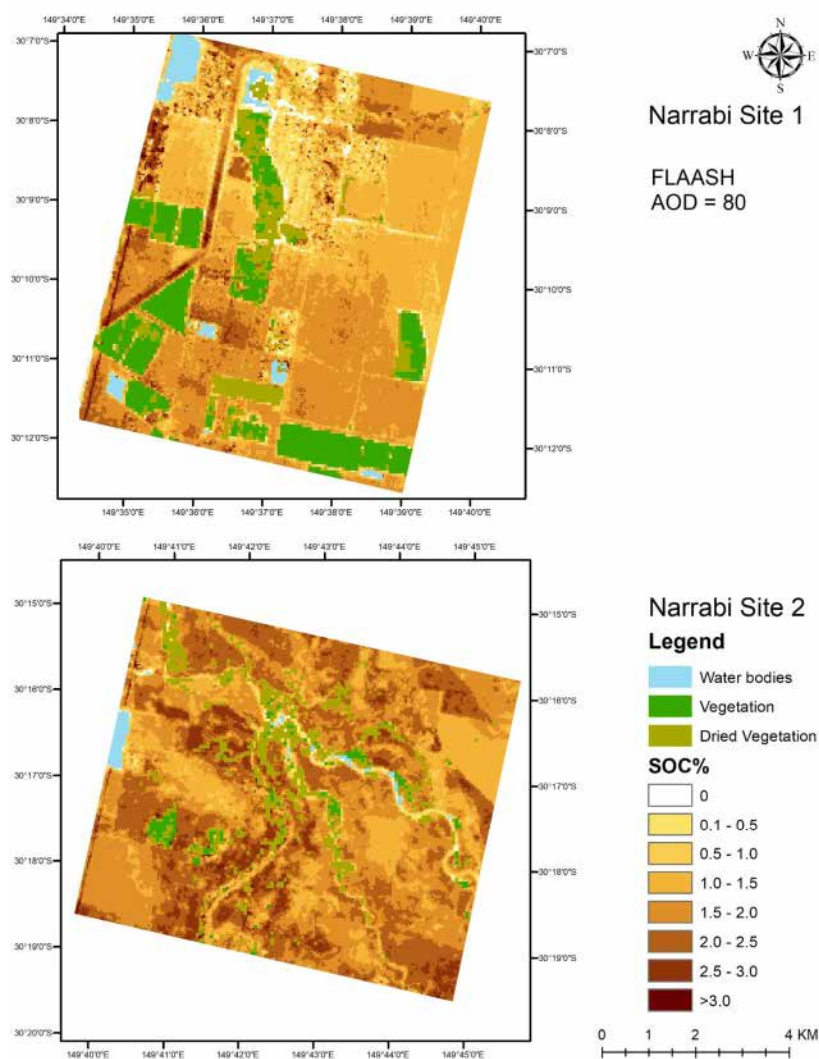 149°34'0"E 149°35'0"E 149°36'0"E 149°37'0"E 149°38'0"E 149°39'0"E 149°40'0"E
30°7'0"S
30°8'0"S
30°9'0"S
30°10'0"S
30°11'0"S
30°12'0"S
30°7'0"S
30°8'0"S
30°9'0"S
30°10'0"S
30°11'0"S
30°12'0"S
149°35'0"E 149°36'0"E 149°37'0"E 149°38'0"E 149°39'0"E 149°40'0"E
N
W E
S
Narrabi Site 1
FLAASH
AOD = 80
149°40'0"E 149°41'0"E 149°42'0"E 149°43'0"E 149°44'0"E 149°45'0"E
30°15'0"S
30°16'0"S
30°17'0"S
30°18'0"S
30°19'0"S
30°20'0"S
30°15'0"S
30°16'0"S
30°17'0"S
30°18'0"S
30°19'0"S
149°40'0"E 149°41'0"E 149°42'0"E 149°43'0"E 149°44'0"E 149°45'0"E
Narrabi Site 2
Legend
Water bodies
Vegetation
Dried Vegetation
SOC%
0
0.1 - 0.5
0.5 - 1.0
1.0 - 1.5
1.5 - 2.0
2.0 - 2.5
2.5 - 3.0
>3.0
0 1 2 4 KM